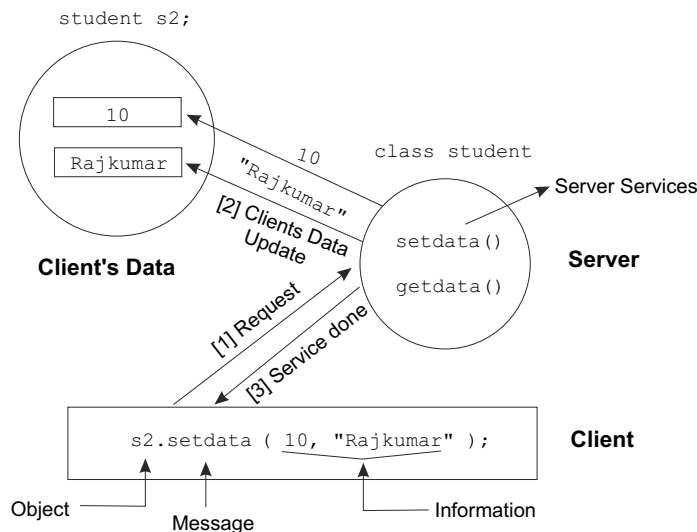 student s2;
10
Rajkumar
Client's Data
10
"Rajkumar"
[2] Clients Data
Update
class student
Server Services
setdata()
getdata()
Server
[1] Request
[3] Service done
s2.setdata ( 10, "Rajkumar" );
Client
Object
Message
Information